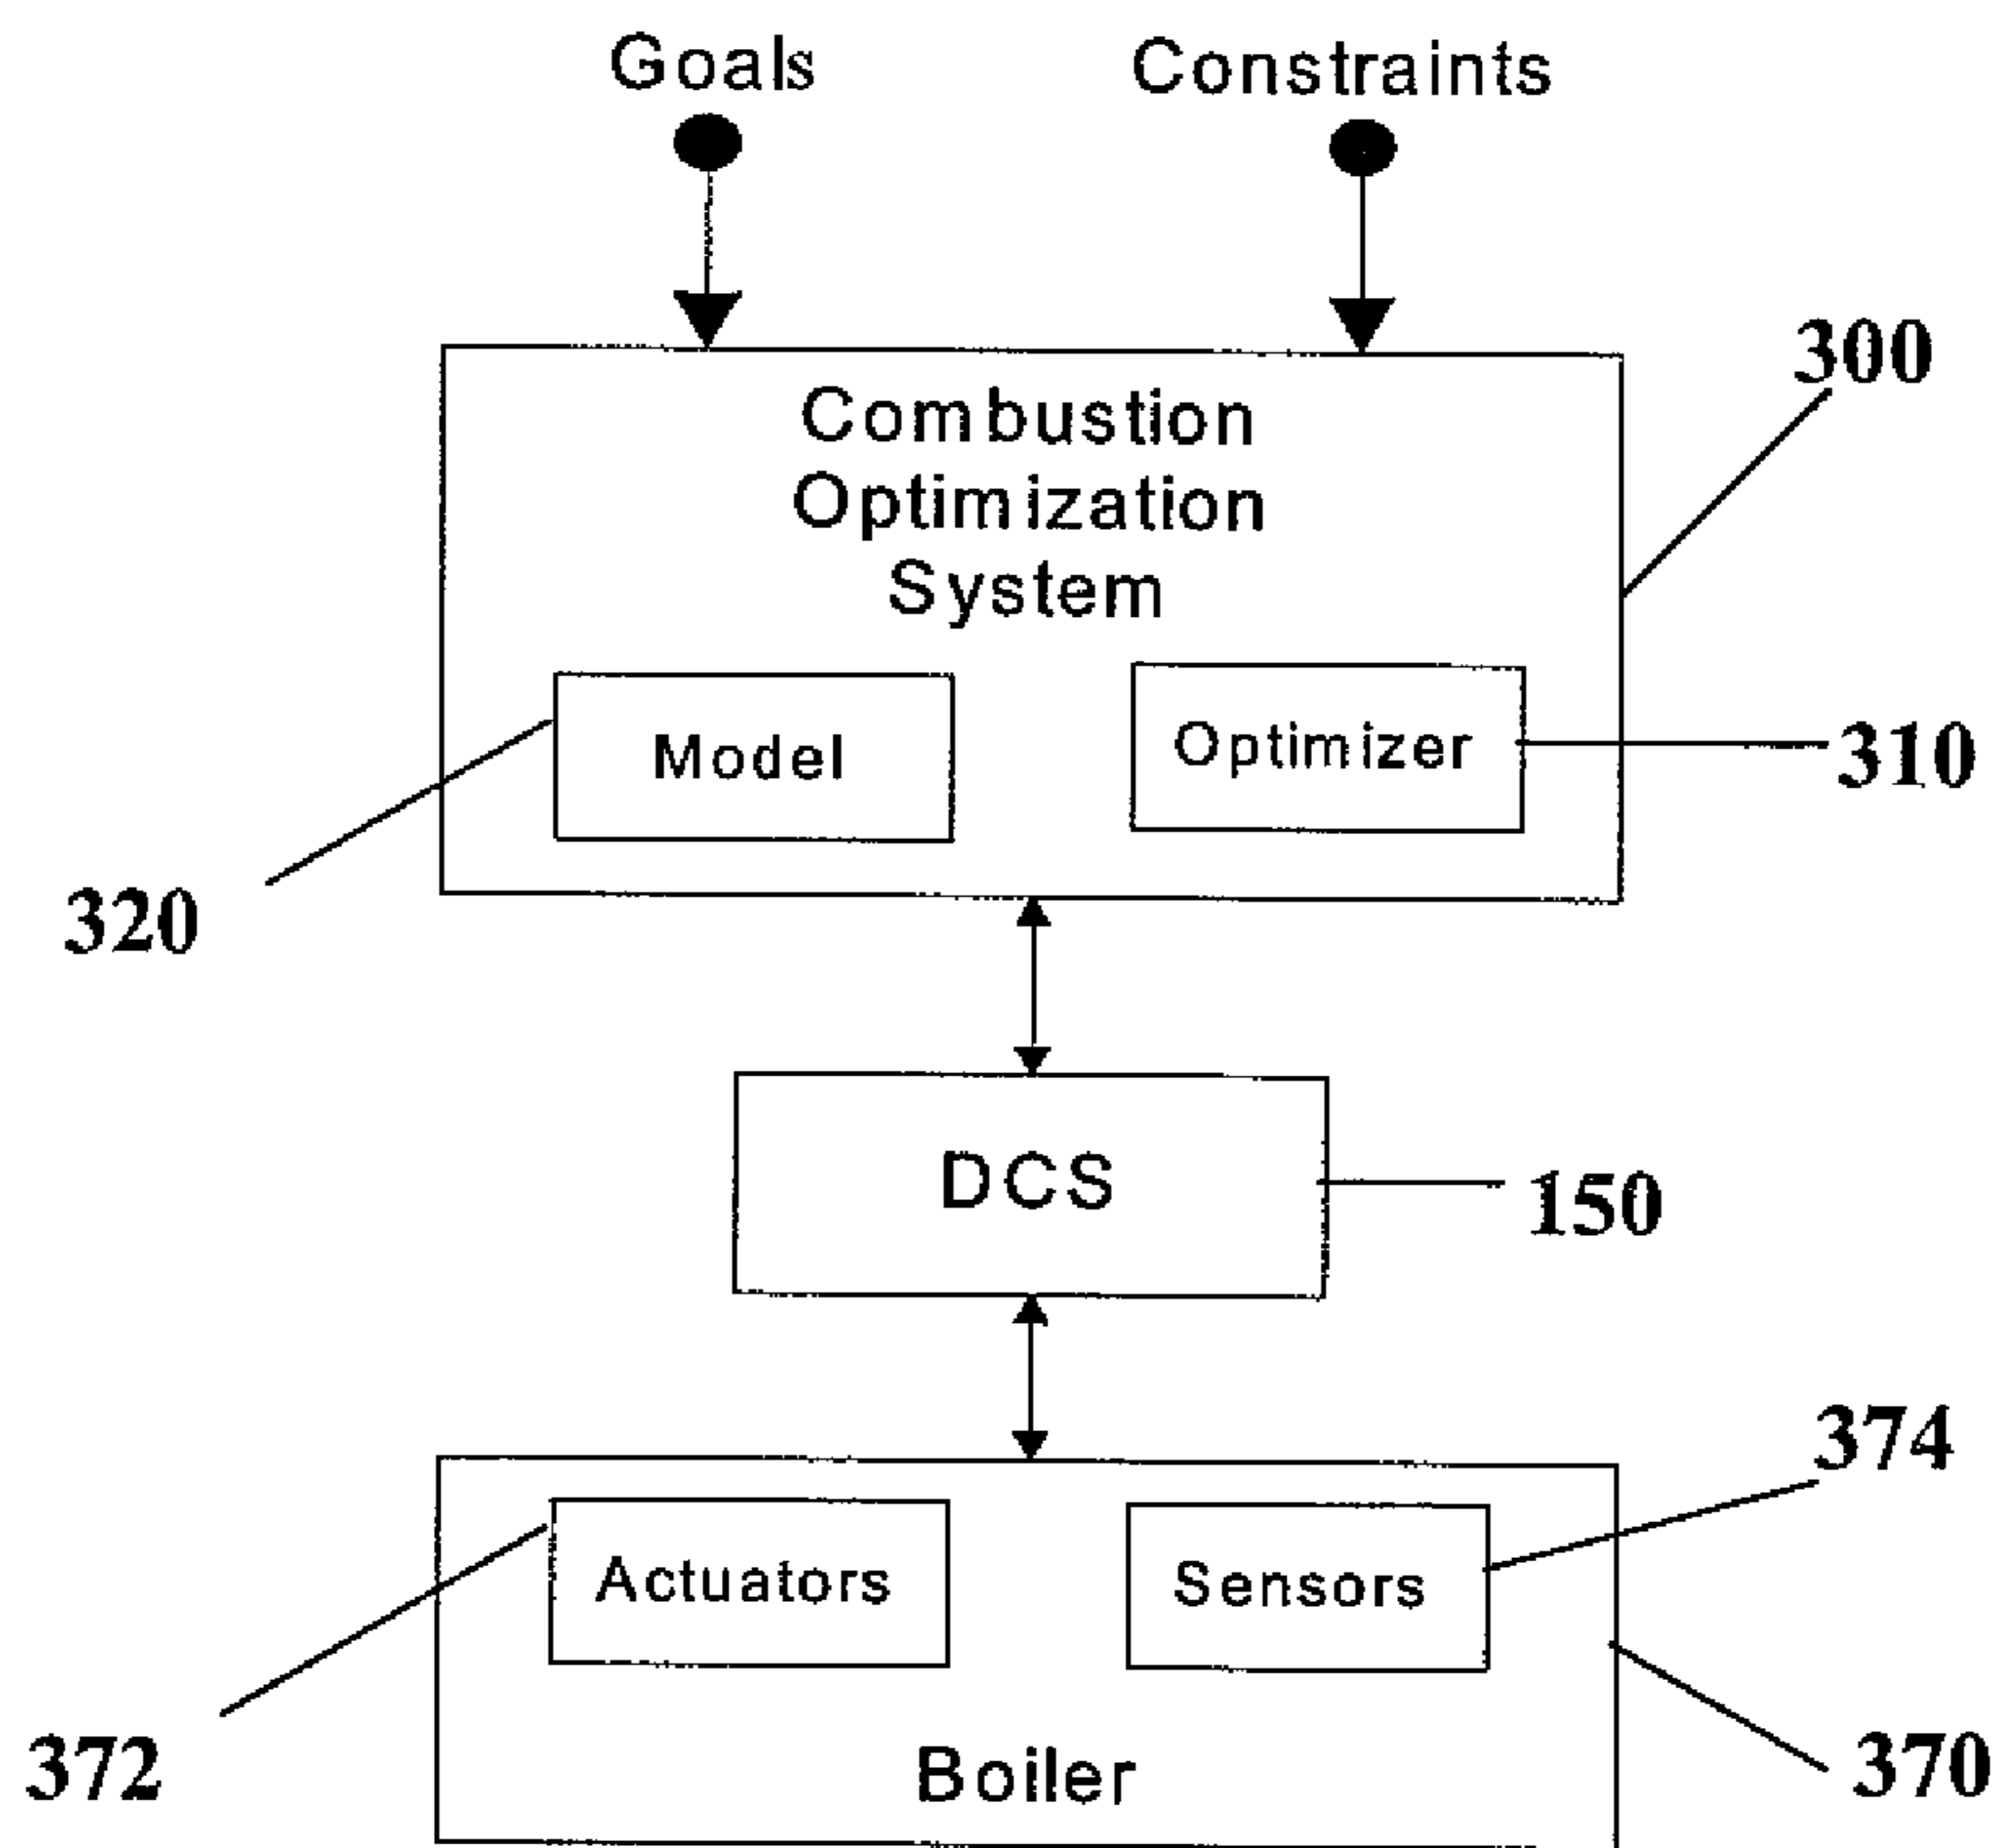 Goals
Constraints
300
Combustion
Optimization
System
Model
Optimizer
310
320
DCS
150
374
Actuators
Sensors
372
Boiler
370